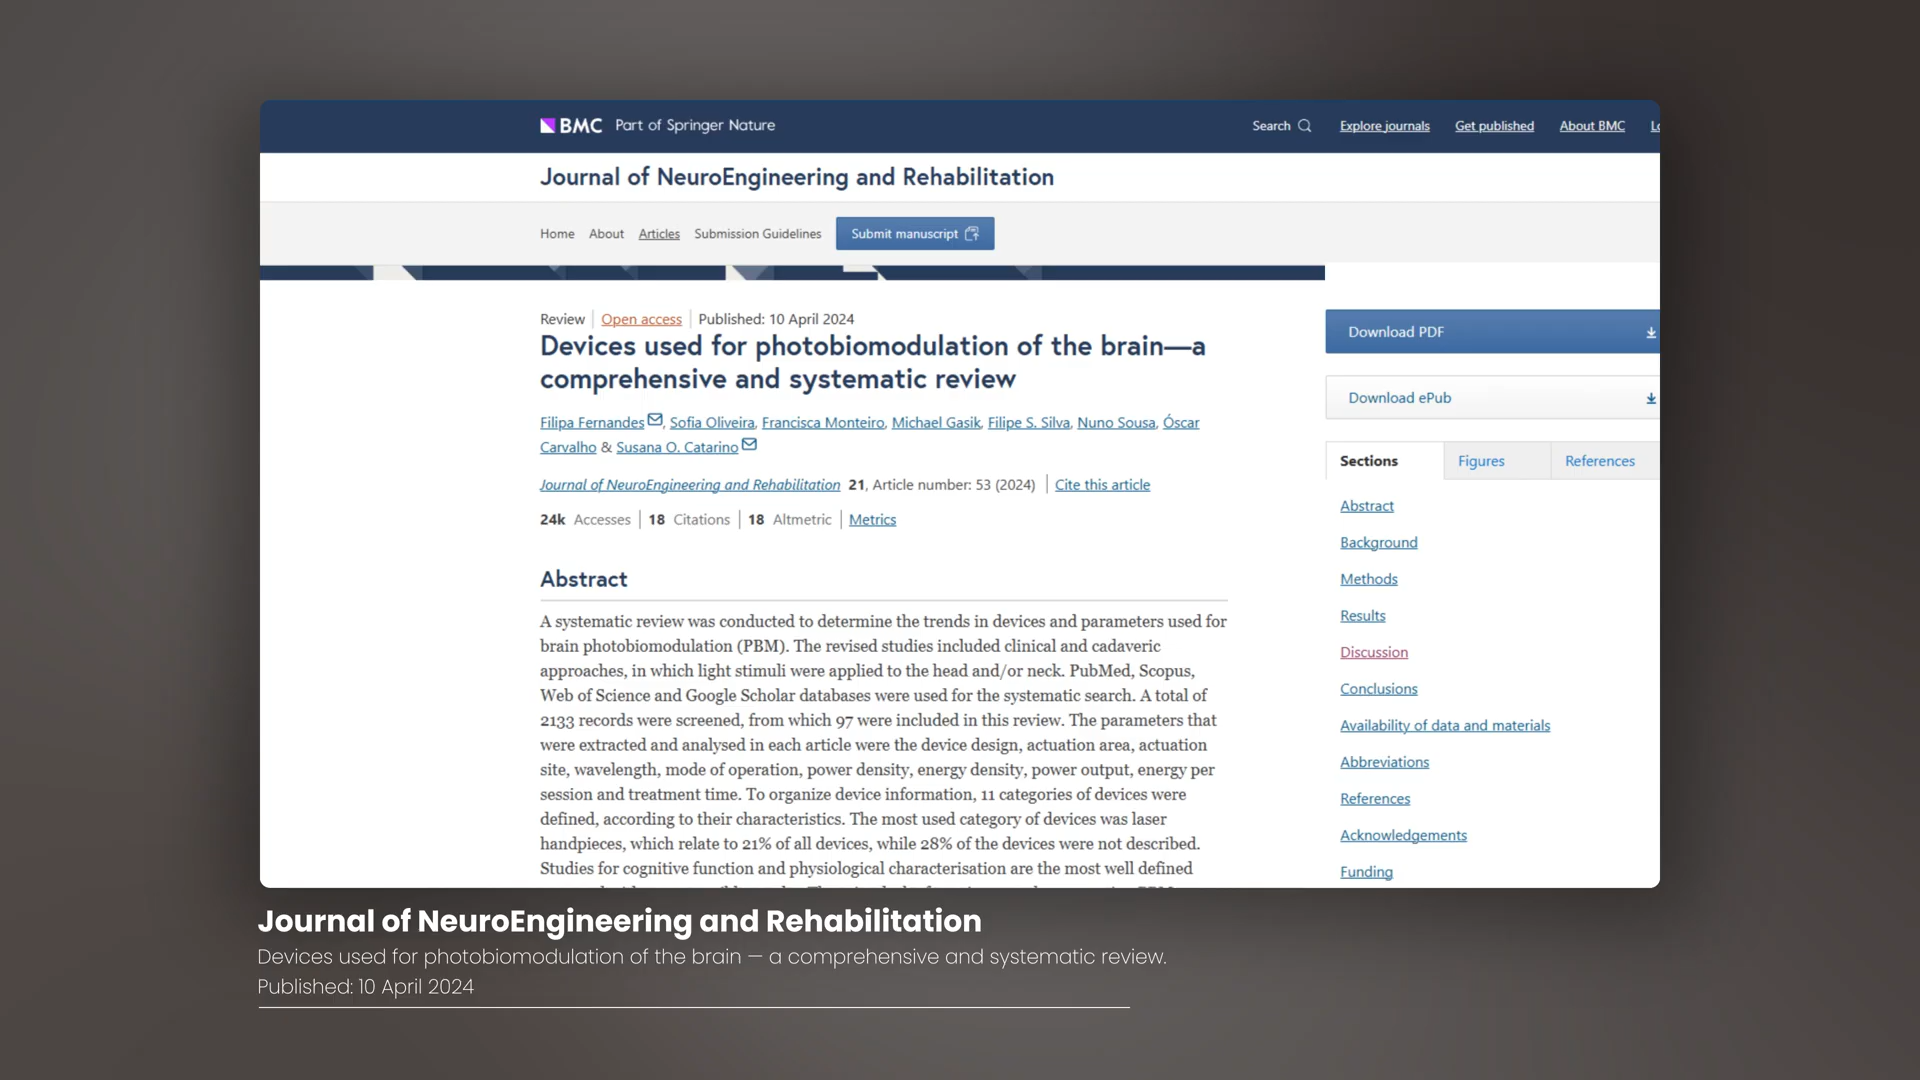 BMC Part of Springer Nature
Search Explore journals Get published About BMC
Journal of NeuroEngineering and Rehabilitation
Home About Articles Submission Guidelines Submit manuscript
Review Open access Published: 10 April 2024
Devices used for photobiomodulation of the brain—a
comprehensive and systematic review
Filipa Fernandes, Sofia Oliveira, Francisca Monteiro, Michael Gasik, Filipe S. Silva, Nuno Sousa, Óscar
Carvalho & Susana O. Catarino
Journal of NeuroEngineering and Rehabilitation 21, Article number: 53 (2024) Cite this article
24k Accesses 18 Citations 18 Altmetric Metrics
Abstract
A systematic review was conducted to determine the trends in devices and parameters used for
brain photobiomodulation (PBM). The revised studies included clinical and cadaveric
approaches, in which light stimuli were applied to the head and/or neck. PubMed, Scopus,
Web of Science and Google Scholar databases were used for the systematic search. A total of
2133 records were screened, from which 97 were included in this review. The parameters that
were extracted and analysed in each article were the device design, actuation area, actuation
site, wavelength, mode of operation, power density, energy density, power output, energy per
session and treatment time. To organize device information, 11 categories of devices were
defined, according to their characteristics. The most used category of devices was laser
handpieces, which relate to 21% of all devices, while 28% of the devices were not described.
Studies for cognitive function and physiological characterisation are the most well defined
Download PDF
Download ePub
Sections Figures References
Abstract
Background
Methods
Results
Discussion
Conclusions
Availability of data and materials
Abbreviations
References
Acknowledgements
Funding
Journal of NeuroEngineering and Rehabilitation
Devices used for photobiomodulation of the brain — a comprehensive and systematic review.
Published: 10 April 2024